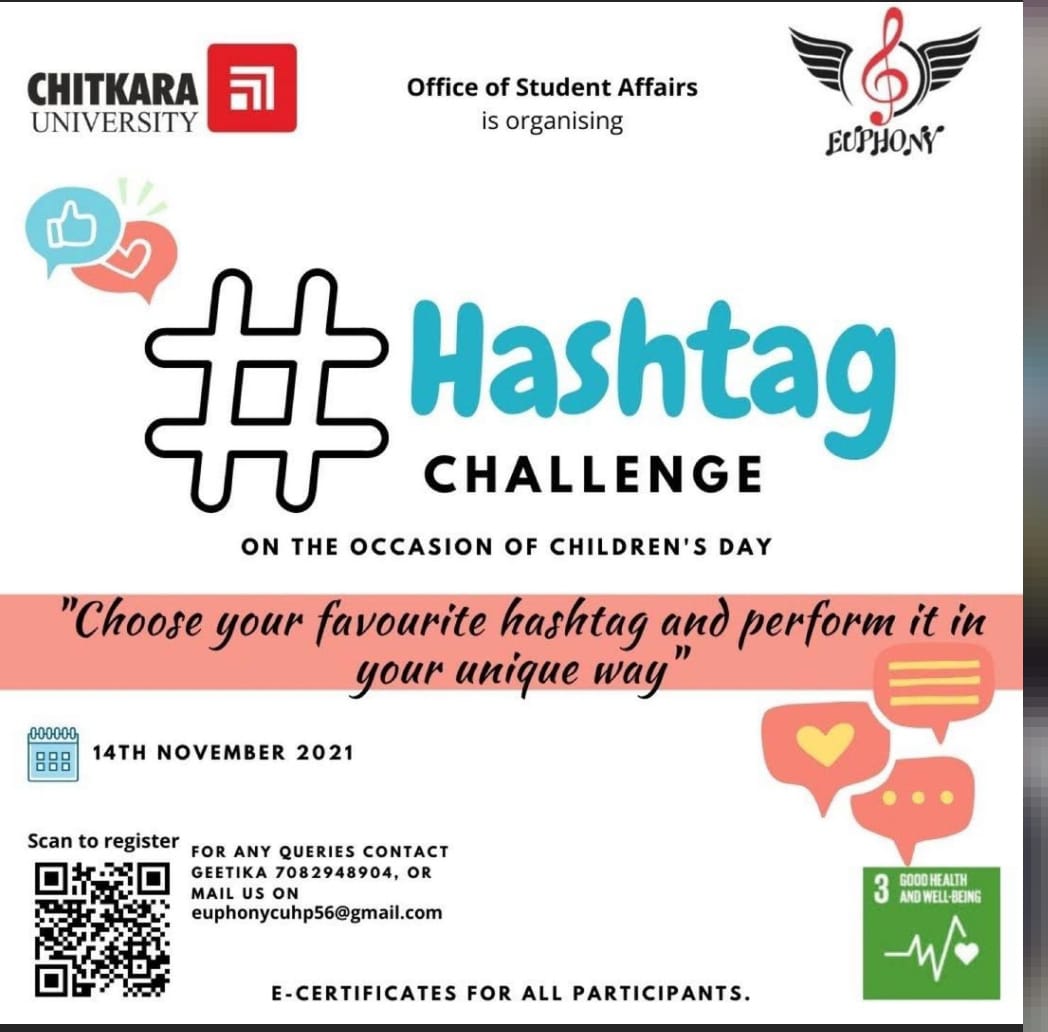 CHITKARA
UNIVERSITY
Office of Student Affairs
is organising
EUPHONY
#Hashtag
CHALLENGE
ON THE OCCASION OF CHILDREN'S DAY
"Choose your favourite hashtag and perform it in
your unique way"
14TH NOVEMBER 2021
Scan to register
FOR ANY QUERIES CONTACT
GEETIKA 7082948904, OR
MAIL US ON
euphonycuhp56@gmail.com
3 GOOD HEALTH
AND WELL-BEING
E-CERTIFICATES FOR ALL PARTICIPANTS.